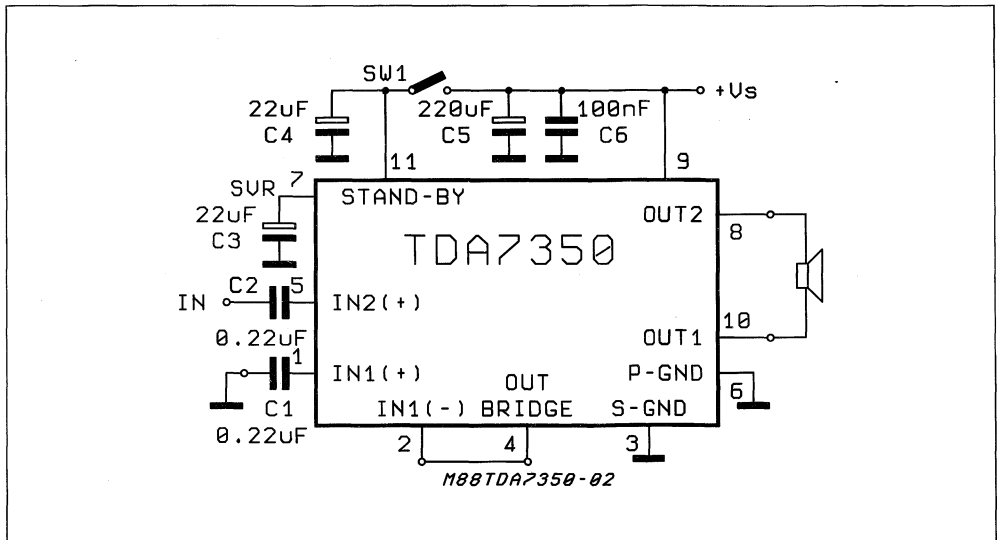 SW1
+Vs
22uF
C4
220uF
C5
100nF
C6
11
9
SVR
7
STAND-BY
OUT2
8
22uF
C3
TDA7350
C2
5
IN
IN2(+)
0.22uF
10
OUT1
1
IN1(+)
P-GND
6
C1
0.22uF
OUT
BRIDGE
IN1(-)
S-GND
2
4
3
M88TDA7350-02